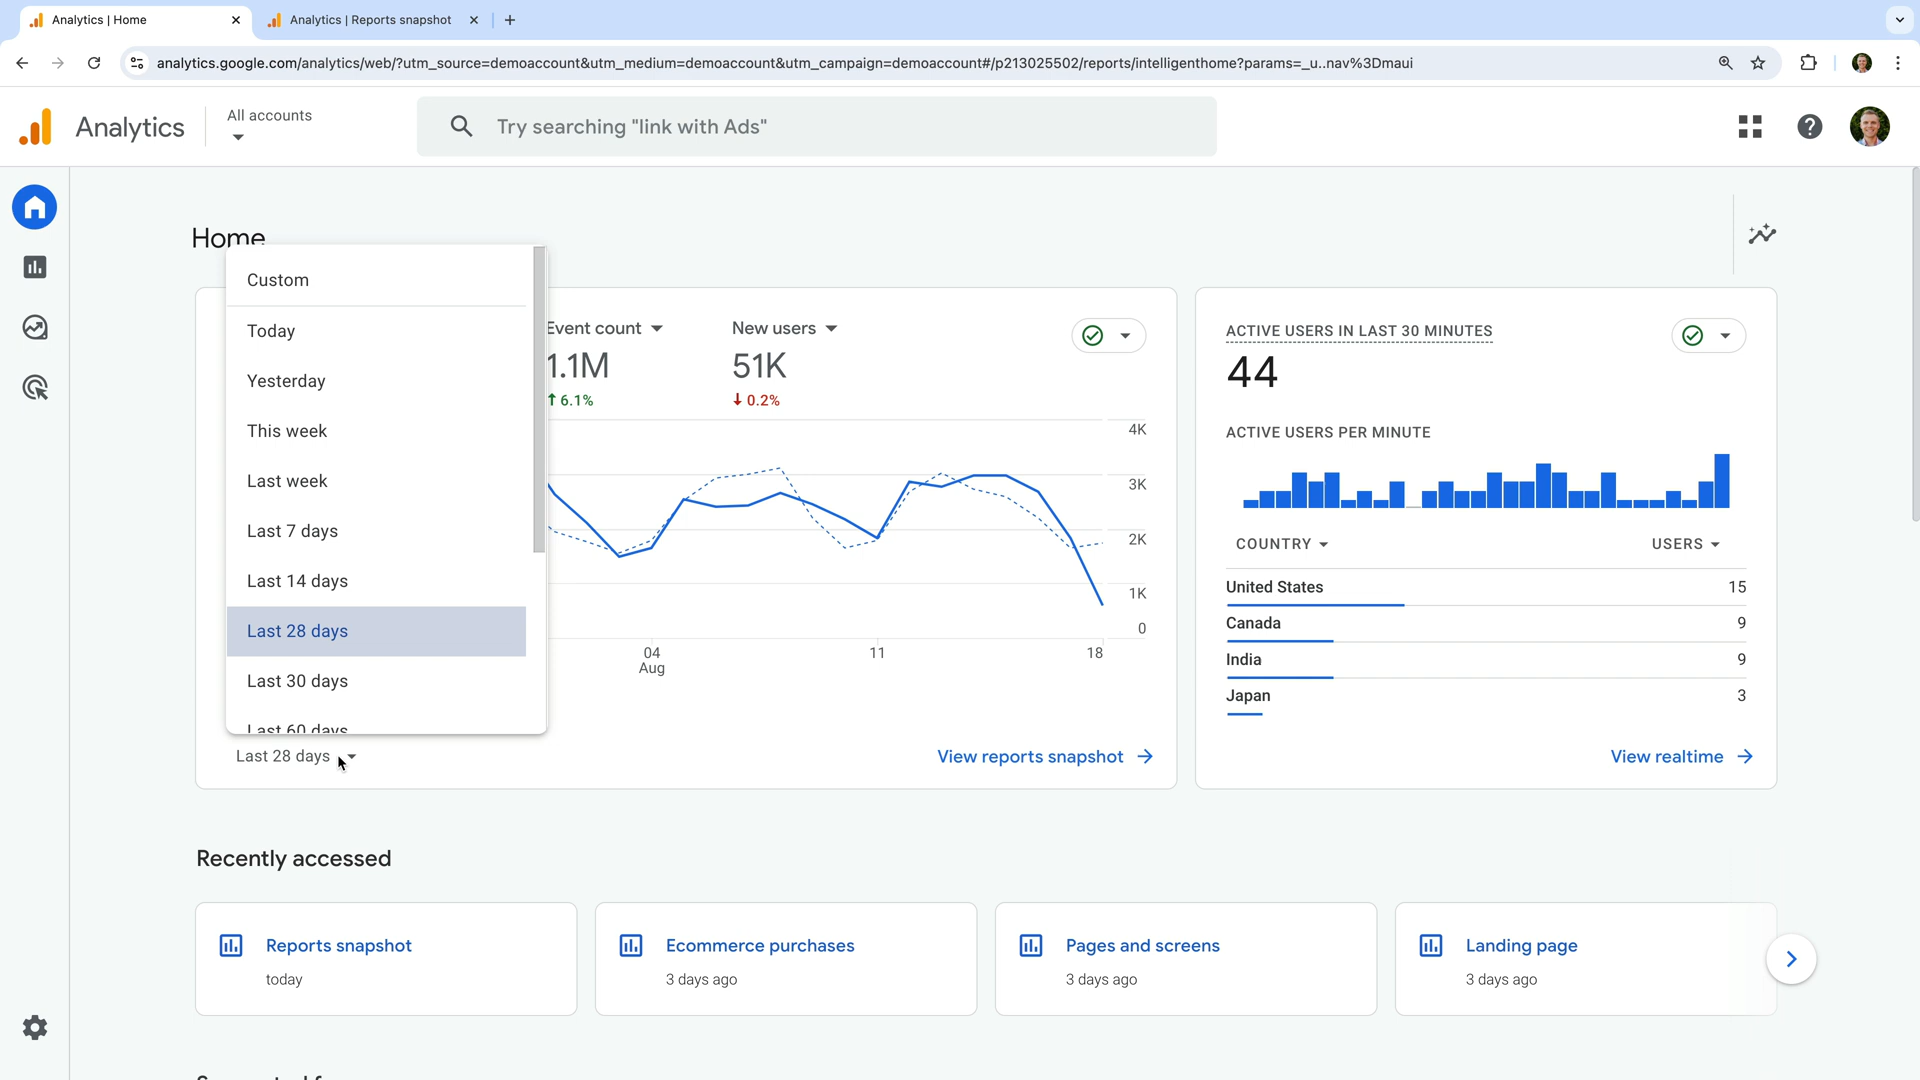 Analytics | Home
Analytics | Reports snapshot
analytics.google.com/analytics/web/?utm_source=demoaccount&utm_medium=demoaccount&utm_campaign=demoaccount#/p213025502/reports/intelligenthome?params=_u..nav%3Dmaui
Analytics
All accounts
Try searching "link with Ads"
Home
Custom
Today
Yesterday
This week
Last week
Last 7 days
Last 14 days
Last 28 days
Last 30 days
Last 60 days
Event count
1.1M
6.1%
New users
51K
0.2%
4K
3K
2K
1K
0
04
Aug
11
18
Last 28 days
View reports snapshot
ACTIVE USERS IN LAST 30 MINUTES
44
ACTIVE USERS PER MINUTE
COUNTRY USERS
United States 15
Canada 9
India 9
Japan 3
View realtime
Recently accessed
Reports snapshot
today
Ecommerce purchases
3 days ago
Pages and screens
3 days ago
Landing page
3 days ago